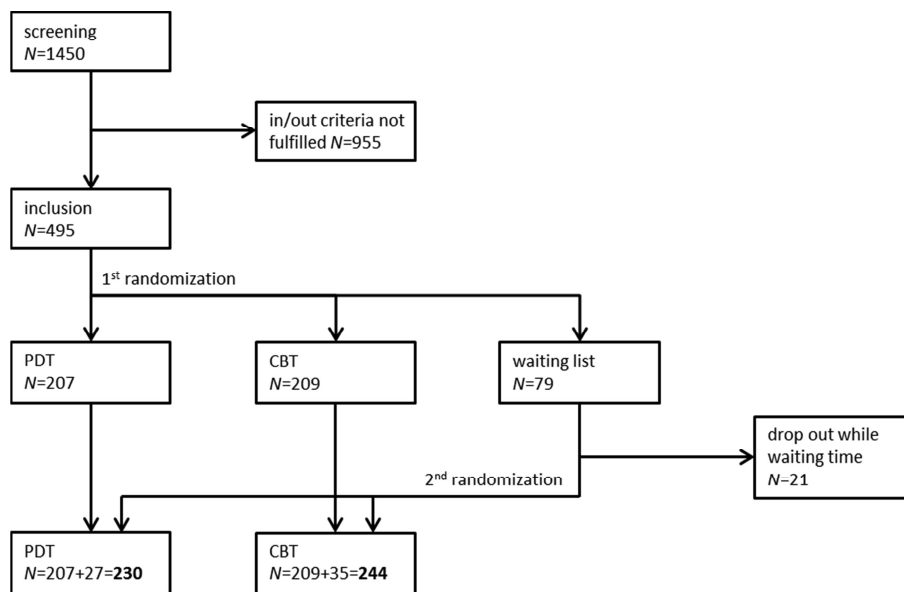 screening
N=1450
in/out criteria not
fulfilled N=955
inclusion
N=495
1st randomization
PDT
N=207
CBT
N=209
waiting list
N=79
drop out while
waiting time
N=21
2nd randomization
PDT
N=207+27=230
CBT
N=209+35=244